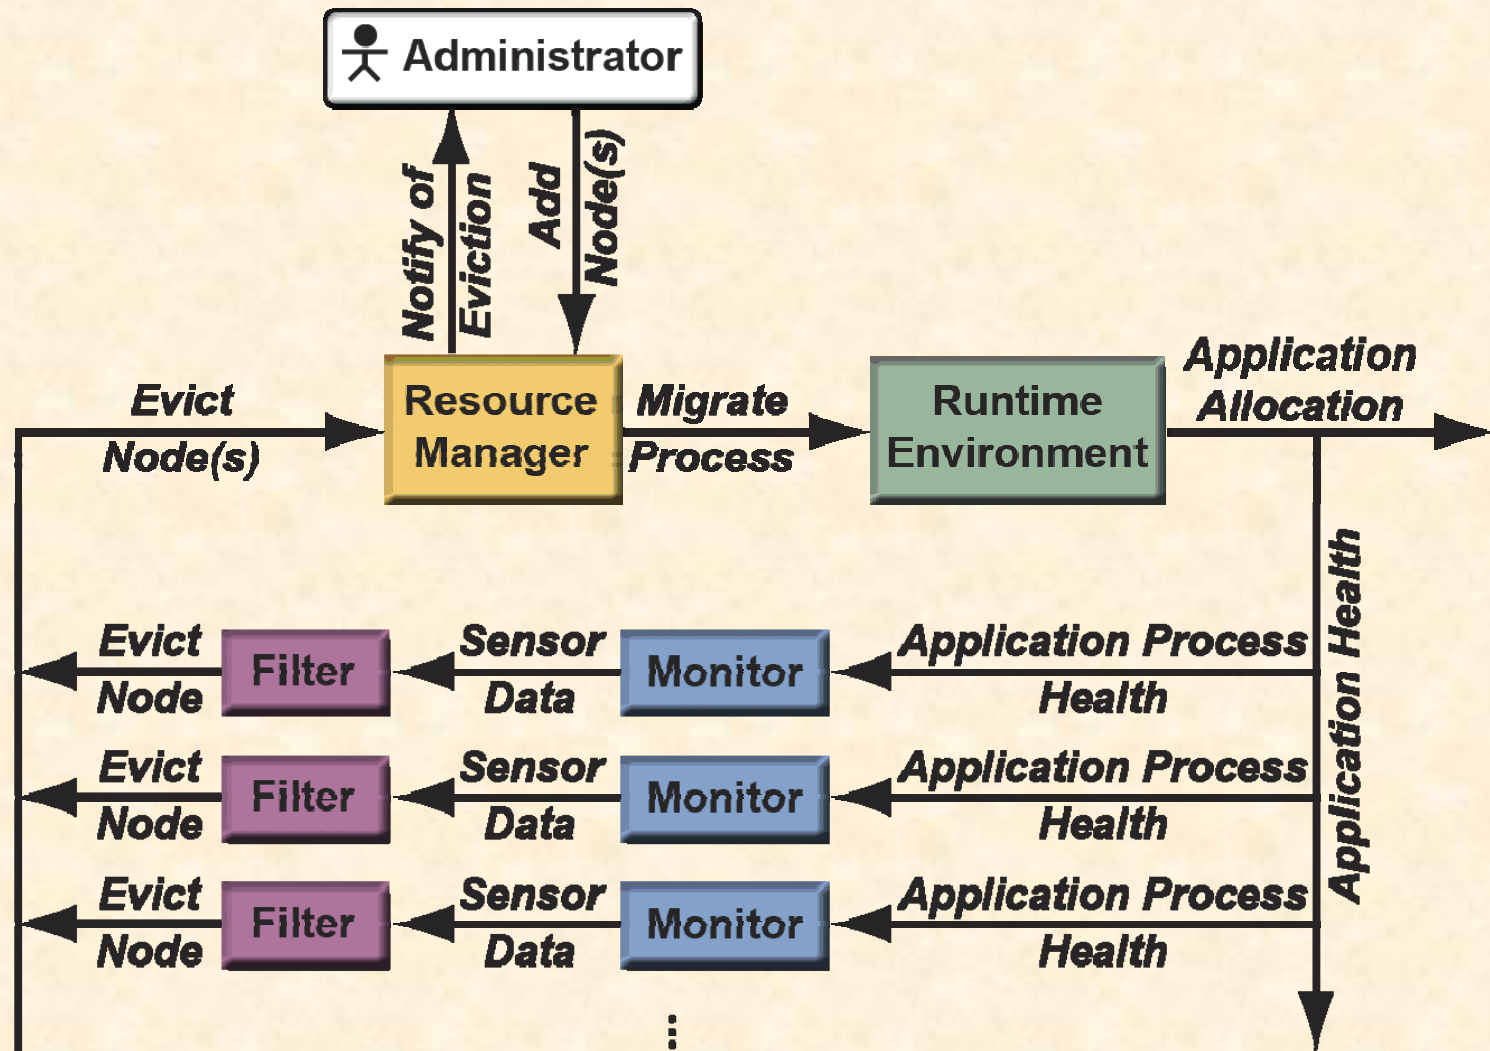 Administrator
Notify of
Eviction
Add
Node(s)
Evict
Node(s)
Resource
Manager
Migrate
Process
Runtime
Environment
Application
Allocation
Application Health
Evict
Node
Filter
Sensor
Data
Monitor
Application Process
Health
Evict
Node
Filter
Sensor
Data
Monitor
Application Process
Health
Evict
Node
Filter
Sensor
Data
Monitor
Application Process
Health
...